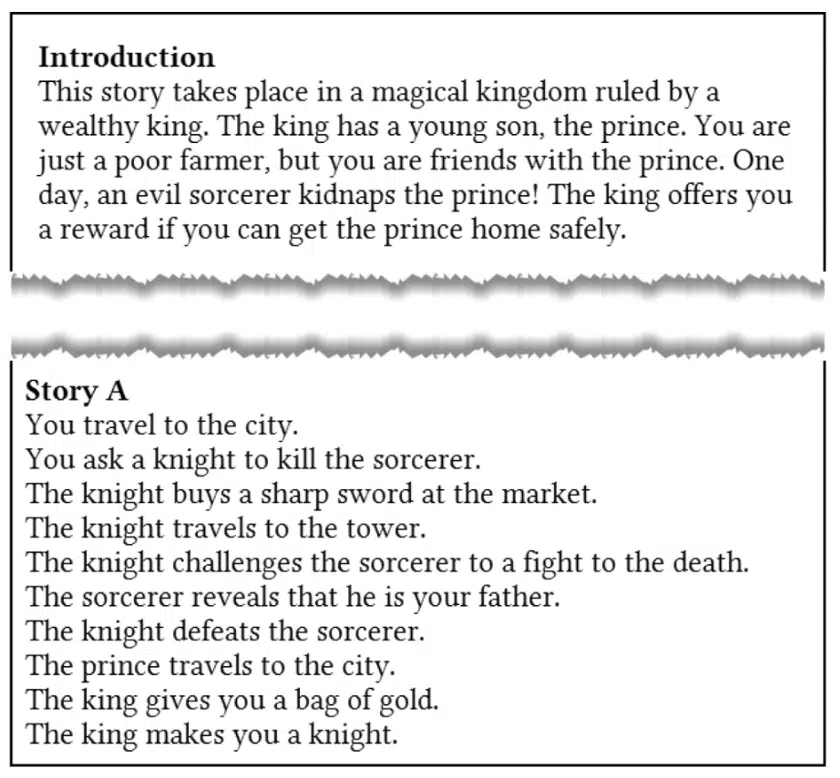 Introduction
This story takes place in a magical kingdom ruled by a
wealthy king. The king has a young son, the prince. You are
just a poor farmer, but you are friends with the prince. One
day, an evil sorcerer kidnaps the prince! The king offers you
a reward if you can get the prince home safely.
Story A
You travel to the city.
You ask a knight to kill the sorcerer.
The knight buys a sharp sword at the market.
The knight travels to the tower.
The knight challenges the sorcerer to a fight to the death.
The sorcerer reveals that he is your father.
The knight defeats the sorcerer.
The prince travels to the city.
The king gives you a bag of gold.
The king makes you a knight.